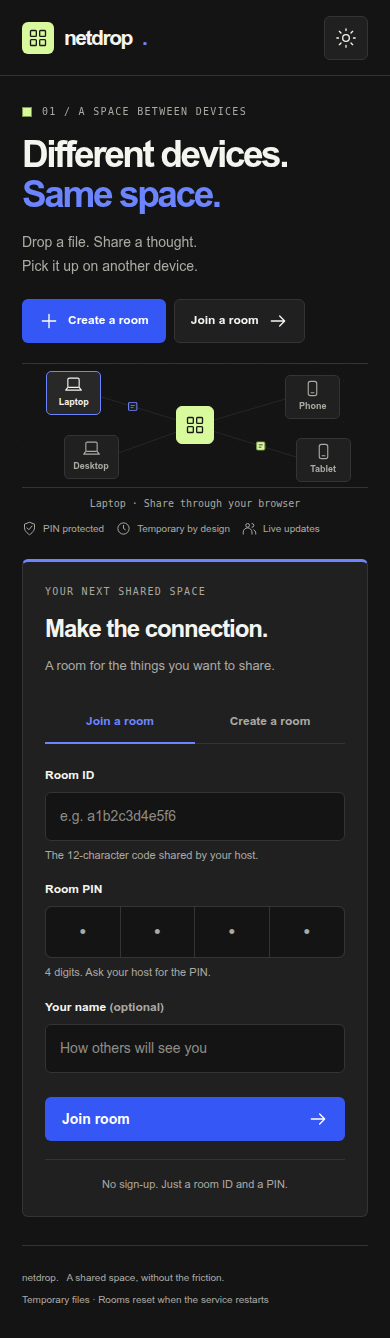 netdrop .
01 / A SPACE BETWEEN DEVICES
Different devices.
Same space.
Drop a file. Share a thought.
Pick it up on another device.
Create a room
Join a room
Laptop
Phone
Desktop
Tablet
Laptop · Share through your browser
PIN protected
Temporary by design
Live updates
YOUR NEXT SHARED SPACE
Make the connection.
A room for the things you want to share.
Join a room
Create a room
Room ID
e.g. a1b2c3d4e5f6
The 12-character code shared by your host.
Room PIN
• • • •
4 digits. Ask your host for the PIN.
Your name (optional)
How others will see you
Join room
No sign-up. Just a room ID and a PIN.
netdrop. A shared space, without the friction.
Temporary files · Rooms reset when the service restarts